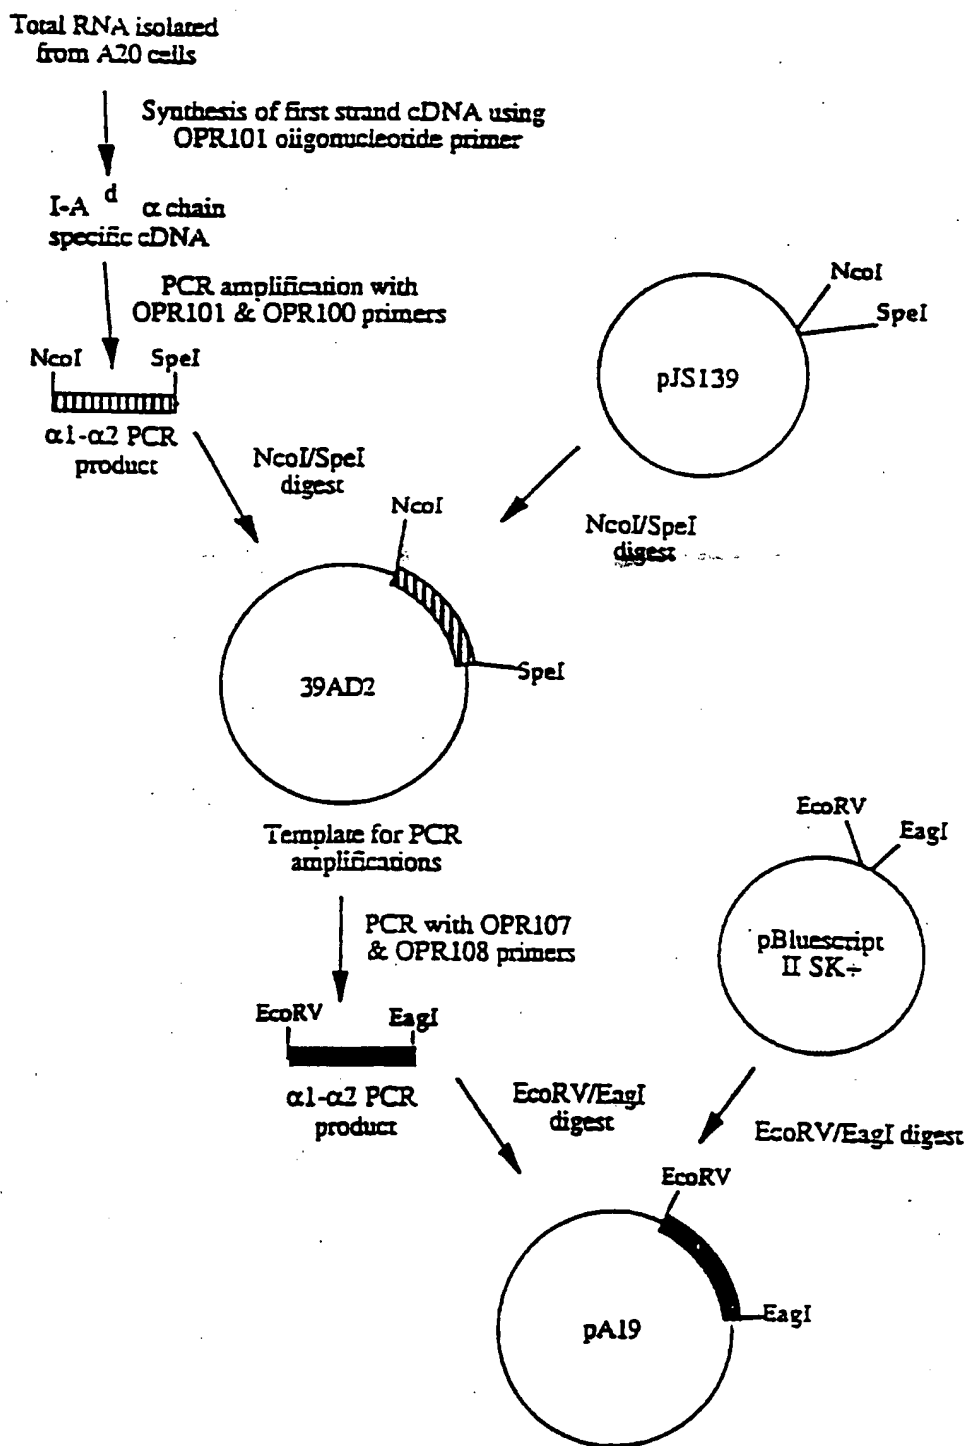 Total RNA isolated
from A20 cells
Synthesis of first strand cDNA using
OPR101 oiigonucleotide primer
I-A d α chain
specific cDNA
PCR amplification with
OPR101 & OPR100 primers
NcoI SpeI
α1-α2 PCR
product
NcoI
SpeI
pJS139
NcoI/SpeI
digest
NcoI/SpeI
digest
NcoI
SpeI
39AD2
Template for PCR
amplifications
PCR with OPR107
& OPR108 primers
EcoRV EagI
α1-α2 PCR
product
EcoRV
EagI
pBluescript
II SK+
EcoRV/EagI
digest
EcoRV/EagI digest
EcoRV
EagI
pA19